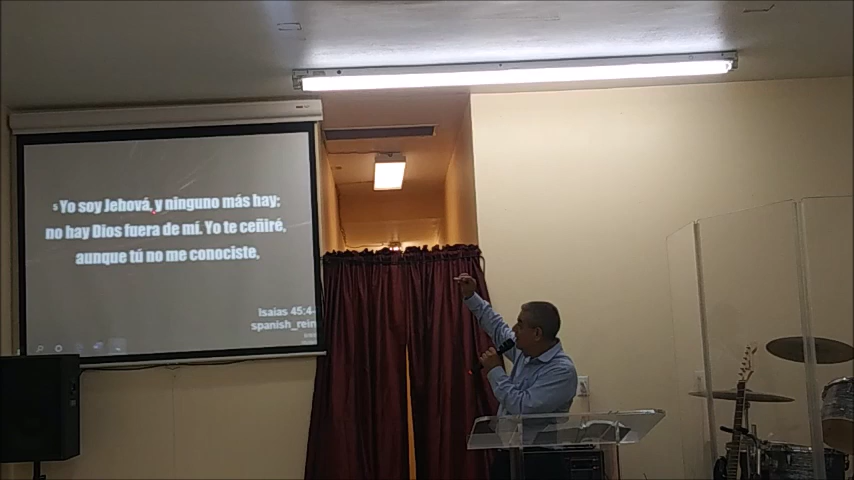 5 Yo soy Jehová, y ninguno más hay;
no hay Dios fuera de mí. Yo te ceñiré,
aunque tú no me conociste,
Isaías 45:4-
spanish_rein